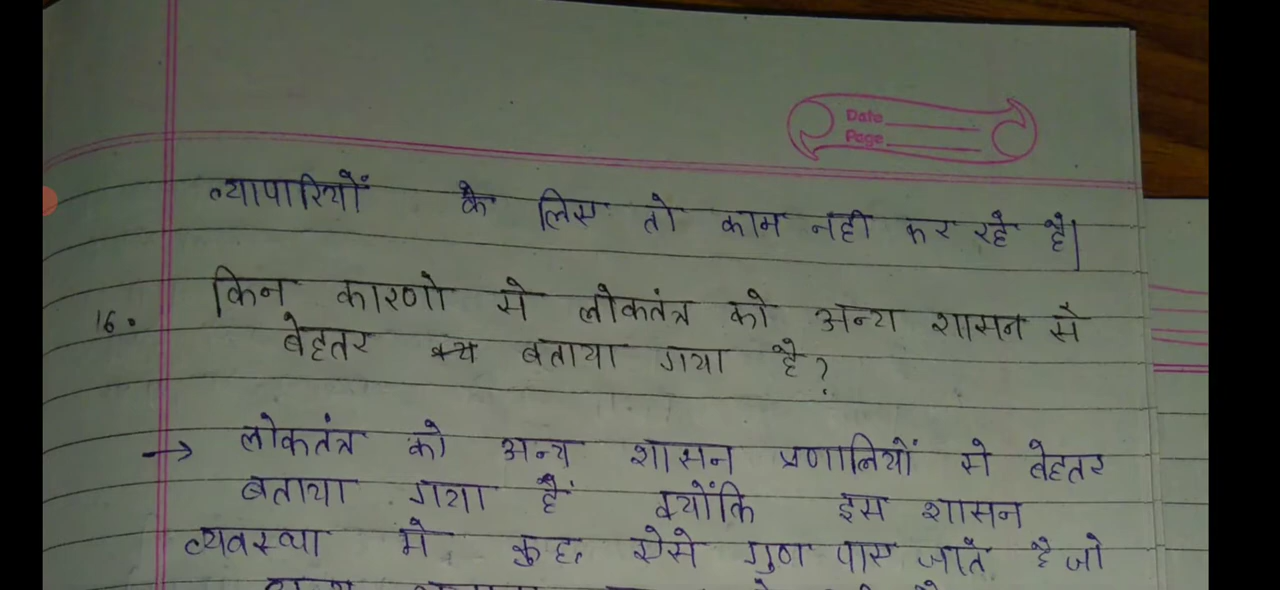 Date
Page
व्यापारियों के लिए तो काम नही कर रहे है|
16. किन कारणो से लोकतंत्र को अन्य शासन से
बेहतर बताया गया है?
→ लोकतंत्र को अन्य शासन प्रणालियों से बेहतर
बताया गया हैं क्योंकि इस शासन
व्यवस्था में कुछ ऐसे गुण पाए जाते है जो